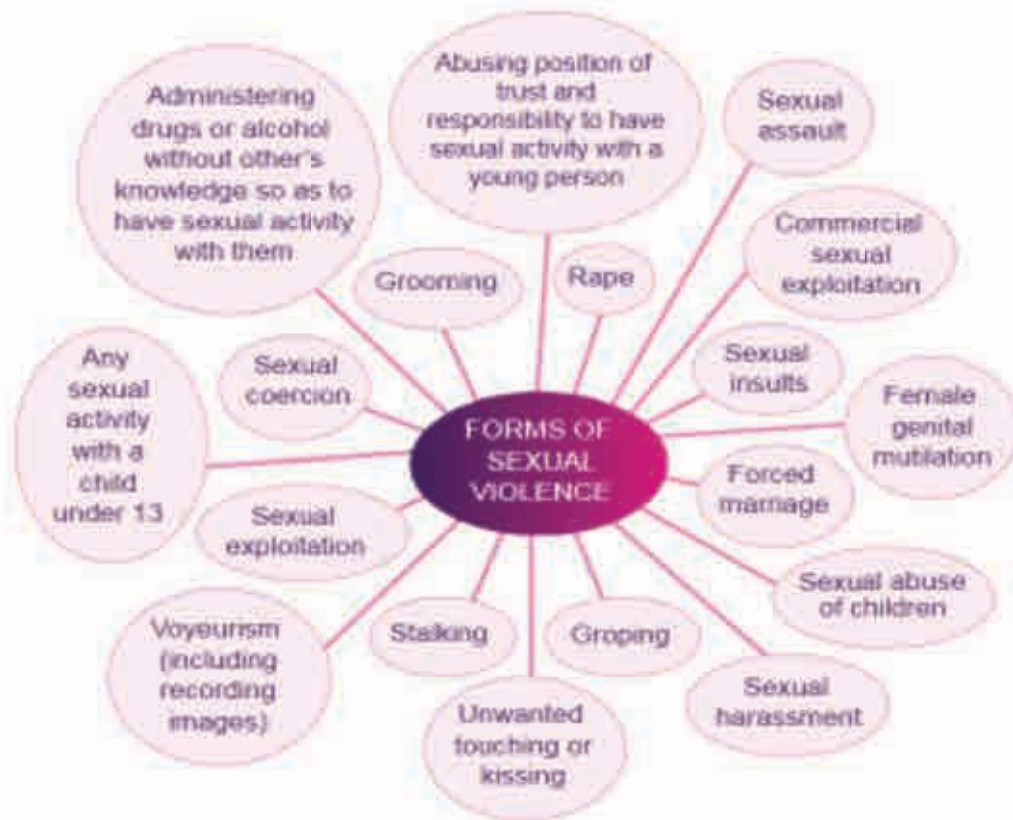 Administering
drugs or alcohol
without other's
knowledge so as to
have sexual activity
with them
Abusing position of
trust and
responsibility to have
sexual activity with a
young person
Sexual
assault
Grooming
Rape
Commercial
sexual
exploitation
Any
sexual
activity
with a
child
under 13
Sexual
coercion
Sexual
insults
Female
genital
mutilation
FORMS OF
SEXUAL
VIOLENCE
Forced
marriage
Sexual
exploitation
Sexual abuse
of children
Voyeurism
(including
recording
images)
Stalking
Groping
Unwanted
touching or
kissing
Sexual
harassment